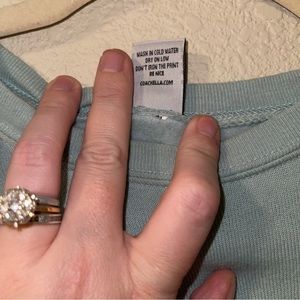 WASH IN COLD WATER
DRY ON LOW
DON'T IRON THE PRINT
BE NICE
COACHELLA.COM